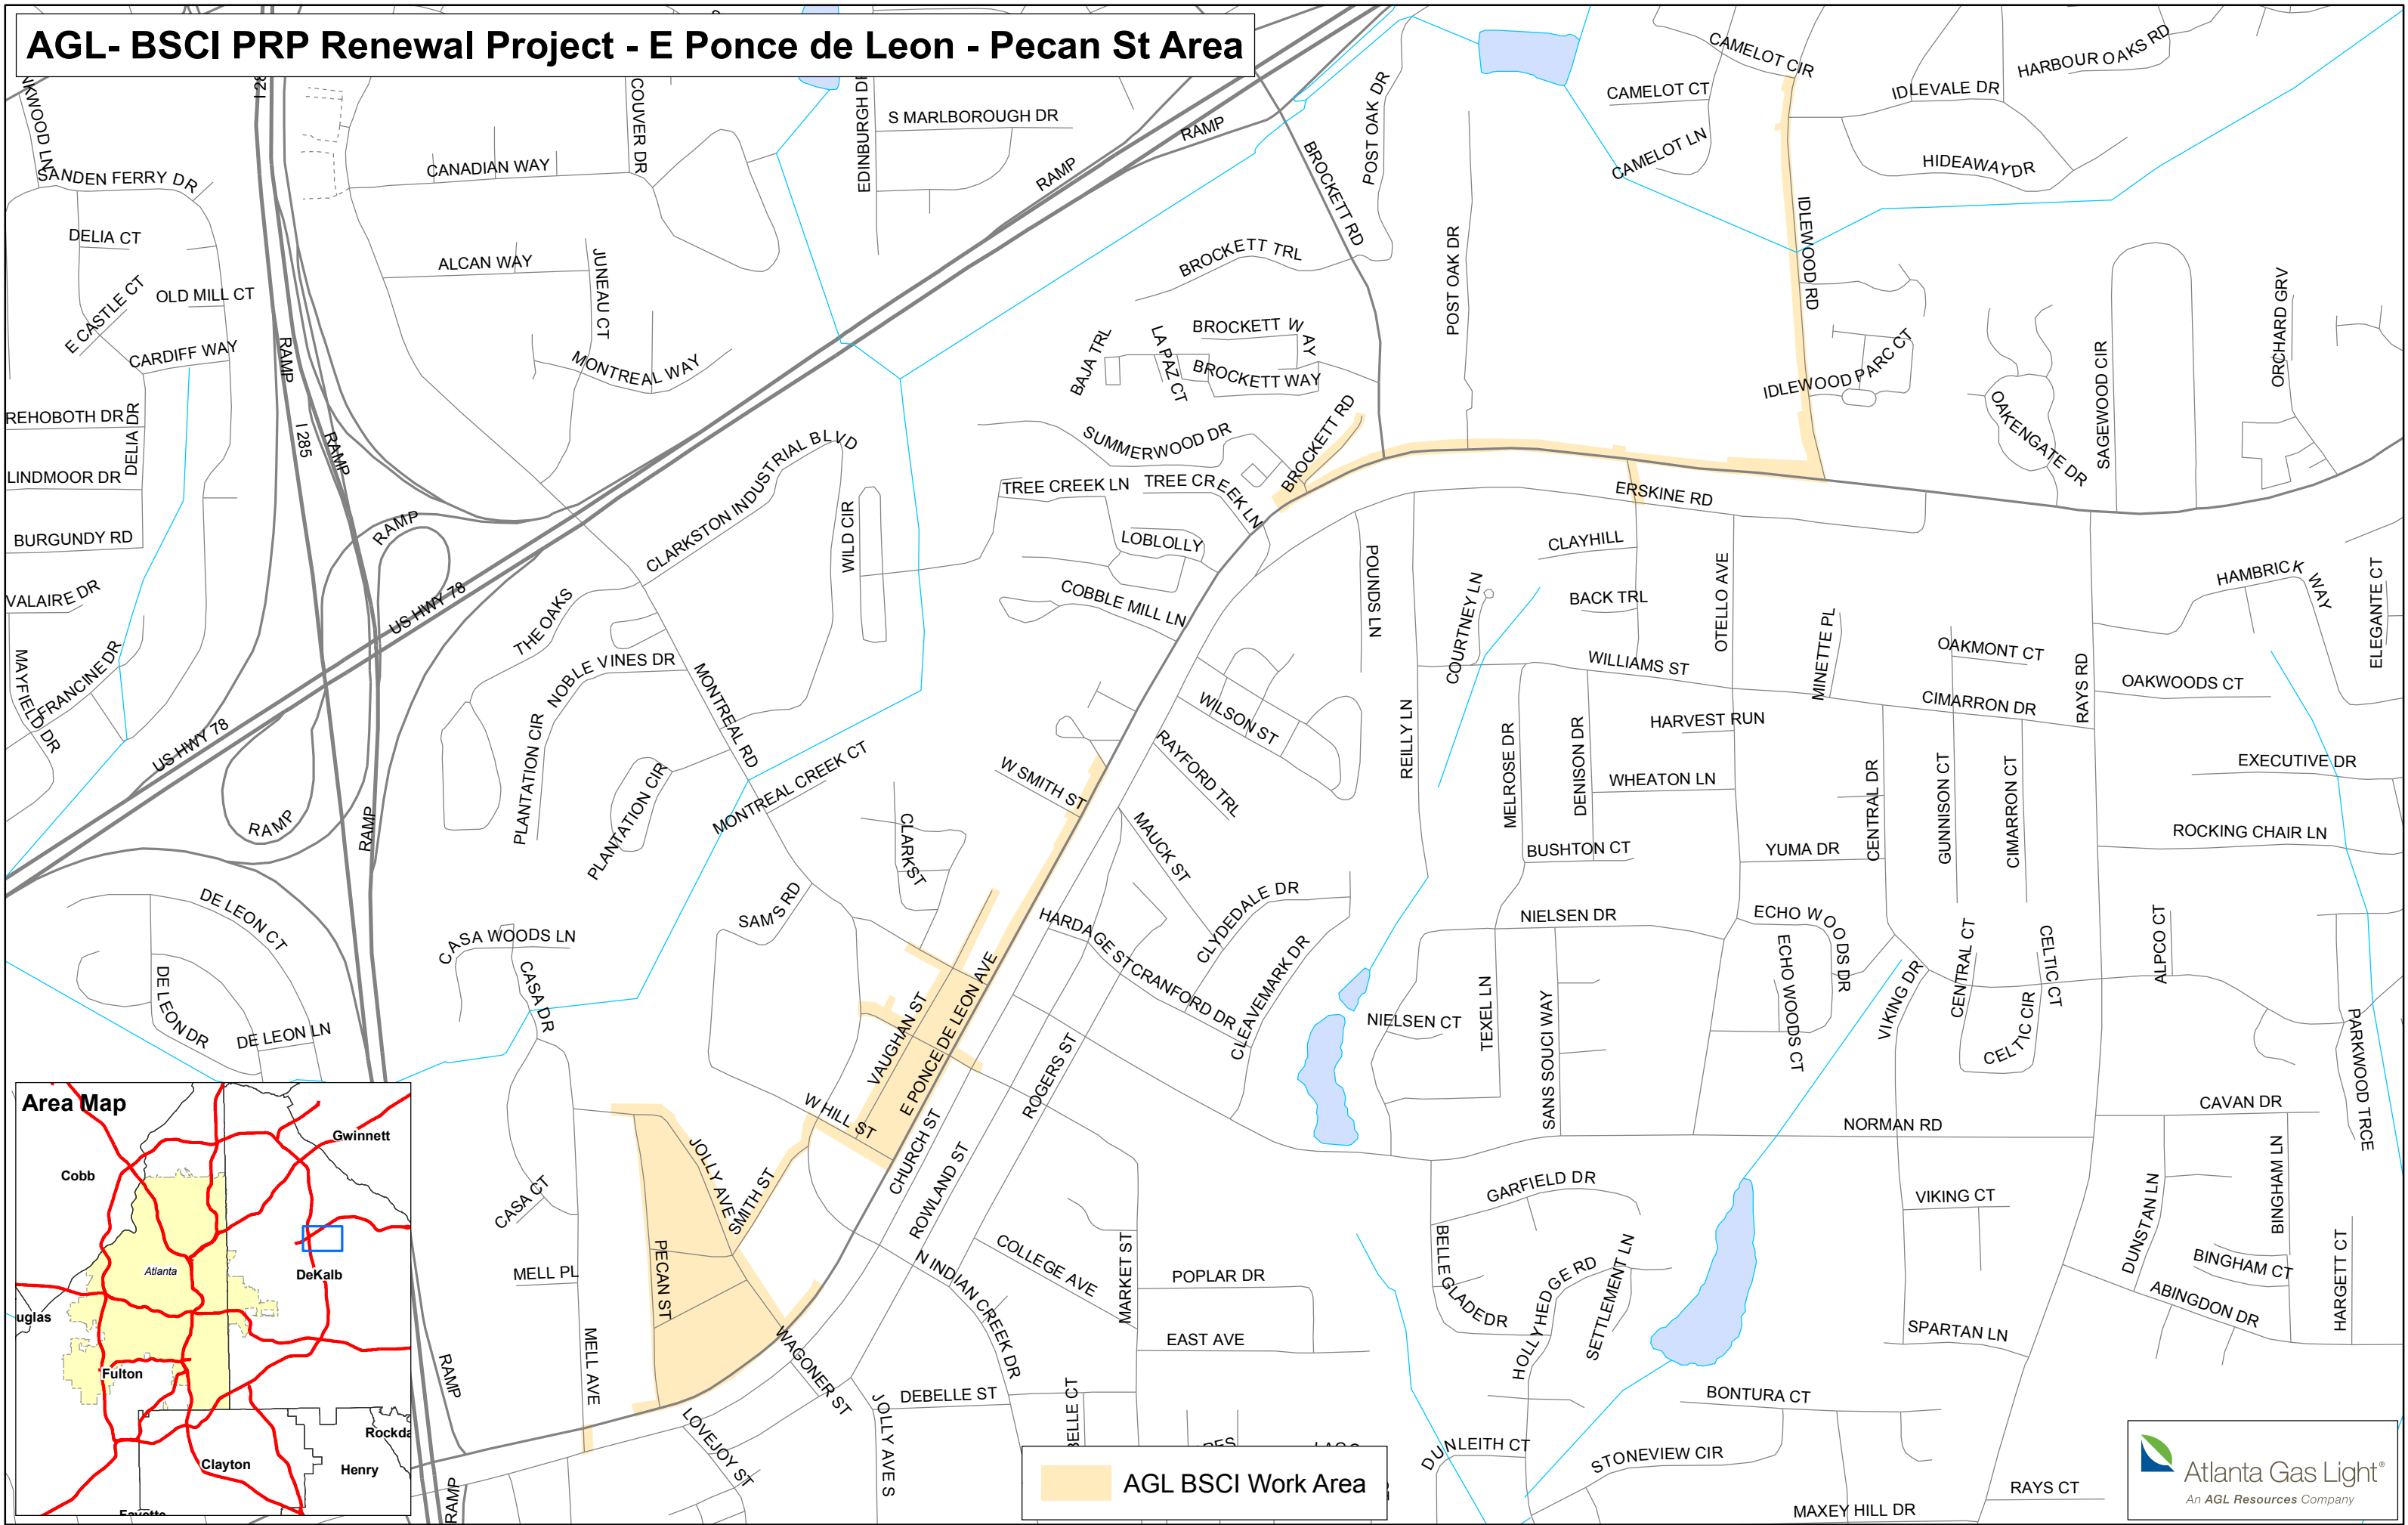 AGL- BSCI PRP Renewal Project - E Ponce de Leon - Pecan St Area
CAMELOT CIR
HARBOUR OAKS RD
CAMELOT CT
IDLEVALE DR
CAMELOT LN
HIDEAWAY DR
COUVER DR
EDINBURGH DR
S MARLBOROUGH DR
RAMP
RAMP
BROCKETT RD
POST OAK DR
SANDEN FERRY DR
CANADIAN WAY
DELIA CT
ALCAN WAY
JUNEAU CT
BROCKETT TRL
POST OAK DR
IDLEWOOD RD
E CASTLE CT
OLD MILL CT
CARDIFF WAY
RAMP
MONTREAL WAY
BAJA TRL
LA PAZ CT
BROCKETT WAY
BROCKETT WAY
IDLEWOOD PARC CT
SAGEWOOD CIR
ORCHARD GRV
OAKENGATE DR
REHOBOTH DR
DELIA DR
I 285
RAMP
LINDMOOR DR
CLARKSTON INDUSTRIAL BLVD
SUMMERWOOD DR
BROCKETT RD
TREE CREEK LN
TREE CREEK LN
ERSKINE RD
BURGUNDY RD
RAMP
WILD CIR
LOBLOLLY
CLAYHILL
POUNDS LN
VALAIRE DR
US HWY 78
THE OAKS
COBBLE MILL LN
COURTNEY LN
BACK TRL
OTELLO AVE
MINETTE PL
HAMBRICK WAY
ELEGANTE CT
MAYFIELD DR
FRANCINE DR
NOBLE VINES DR
MONTREAL RD
WILLIAMS ST
OAKMONT CT
RAYS RD
OAKWOODS CT
US HWY 78
PLANTATION CIR
PLANTATION CIR
WILSON ST
CIMARRON DR
HARVEST RUN
REILLY LN
MELROSE DR
DENISON DR
RAYFORD TRL
MONTREAL CREEK CT
W SMITH ST
WHEATON LN
CENTRAL DR
GUNNISON CT
CIMARRON CT
EXECUTIVE DR
RAMP
RAMP
CLARK ST
MAUCK ST
BUSHTON CT
YUMA DR
ROCKING CHAIR LN
DE LEON CT
SAMS RD
HARDAGE ST
CLYDEDALE DR
NIELSEN DR
ECHO WOODS DR
ECHO WOODS CT
CENTRAL CT
CELTIC CT
ALPCO CT
CASA WOODS LN
CASA DR
CRANFORD DR
CLEAVEMARK DR
DE LEON DR
DE LEON LN
VAUGHAN ST
E PONCE DE LEON AVE
NIELSEN CT
TEXEL LN
SANS SOUCI WAY
VIKING DR
CELTIC CIR
PARKWOOD TRCE
W HILL ST
ROGERS ST
CHURCH ST
ROWLAND ST
NORMAN RD
CAVAN DR
JOLLY AVE
SMITH ST
CASA CT
PECAN ST
MELL PL
MELL AVE
N INDIAN CREEK DR
COLLEGE AVE
MARKET ST
POPLAR DR
EAST AVE
GARFIELD DR
BELLE GLADE DR
HOLLYHEDGE RD
SETTLEMENT LN
VIKING CT
DUNSTAN LN
BINGHAM LN
BINGHAM CT
HARGETT CT
ABINGDON DR
SPARTAN LN
WAGONER ST
LOVEJOY ST
JOLLY AVE S
DEBELLE ST
BONTURA CT
DUNLEITH CT
STONEVIEW CIR
MAXEY HILL DR
RAYS CT
RAMP
RAMP
Area Map
Gwinnett
Cobb
Atlanta
DeKalb
uglas
Fulton
Clayton
Henry
Rockda
Fayette
AGL BSCI Work Area
Atlanta Gas Light®
An AGL Resources Company